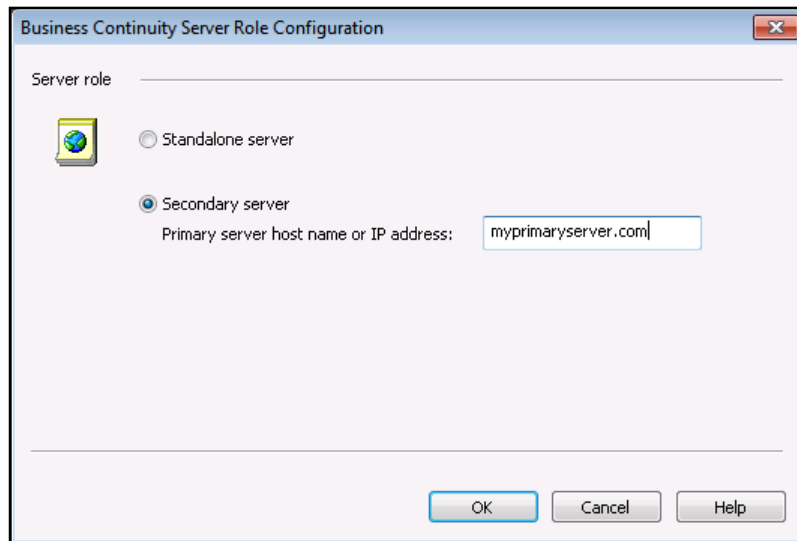 Business Continuity Server Role Configuration
Server role
Standalone server
Secondary server
Primary server host name or IP address: myprimaryserver.com
OK Cancel Help